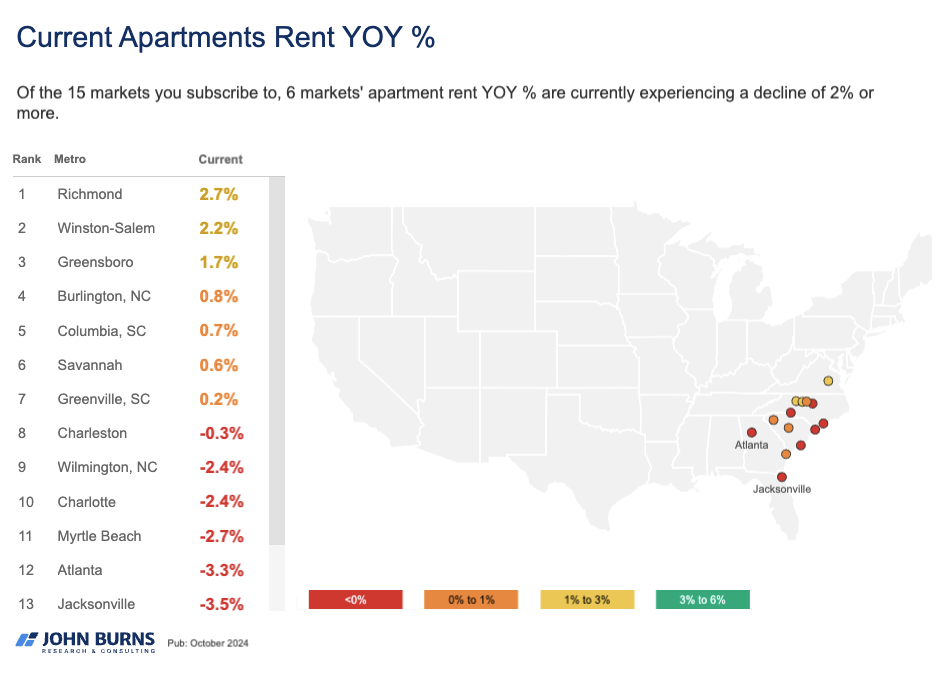 Current Apartments Rent YOY %
Of the 15 markets you subscribe to, 6 markets' apartment rent YOY % are currently experiencing a decline of 2% or
more.
Rank Metro Current
1 Richmond 2.7%
2 Winston-Salem 2.2%
3 Greensboro 1.7%
4 Burlington, NC 0.8%
5 Columbia, SC 0.7%
6 Savannah 0.6%
7 Greenville, SC 0.2%
8 Charleston -0.3%
9 Wilmington, NC -2.4%
10 Charlotte -2.4%
11 Myrtle Beach -2.7%
12 Atlanta -3.3%
13 Jacksonville -3.5%
Atlanta
Jacksonville
<0% 0% to 1% 1% to 3% 3% to 6%
JOHN BURNS
RESEARCH & CONSULTING
Pub: October 2024